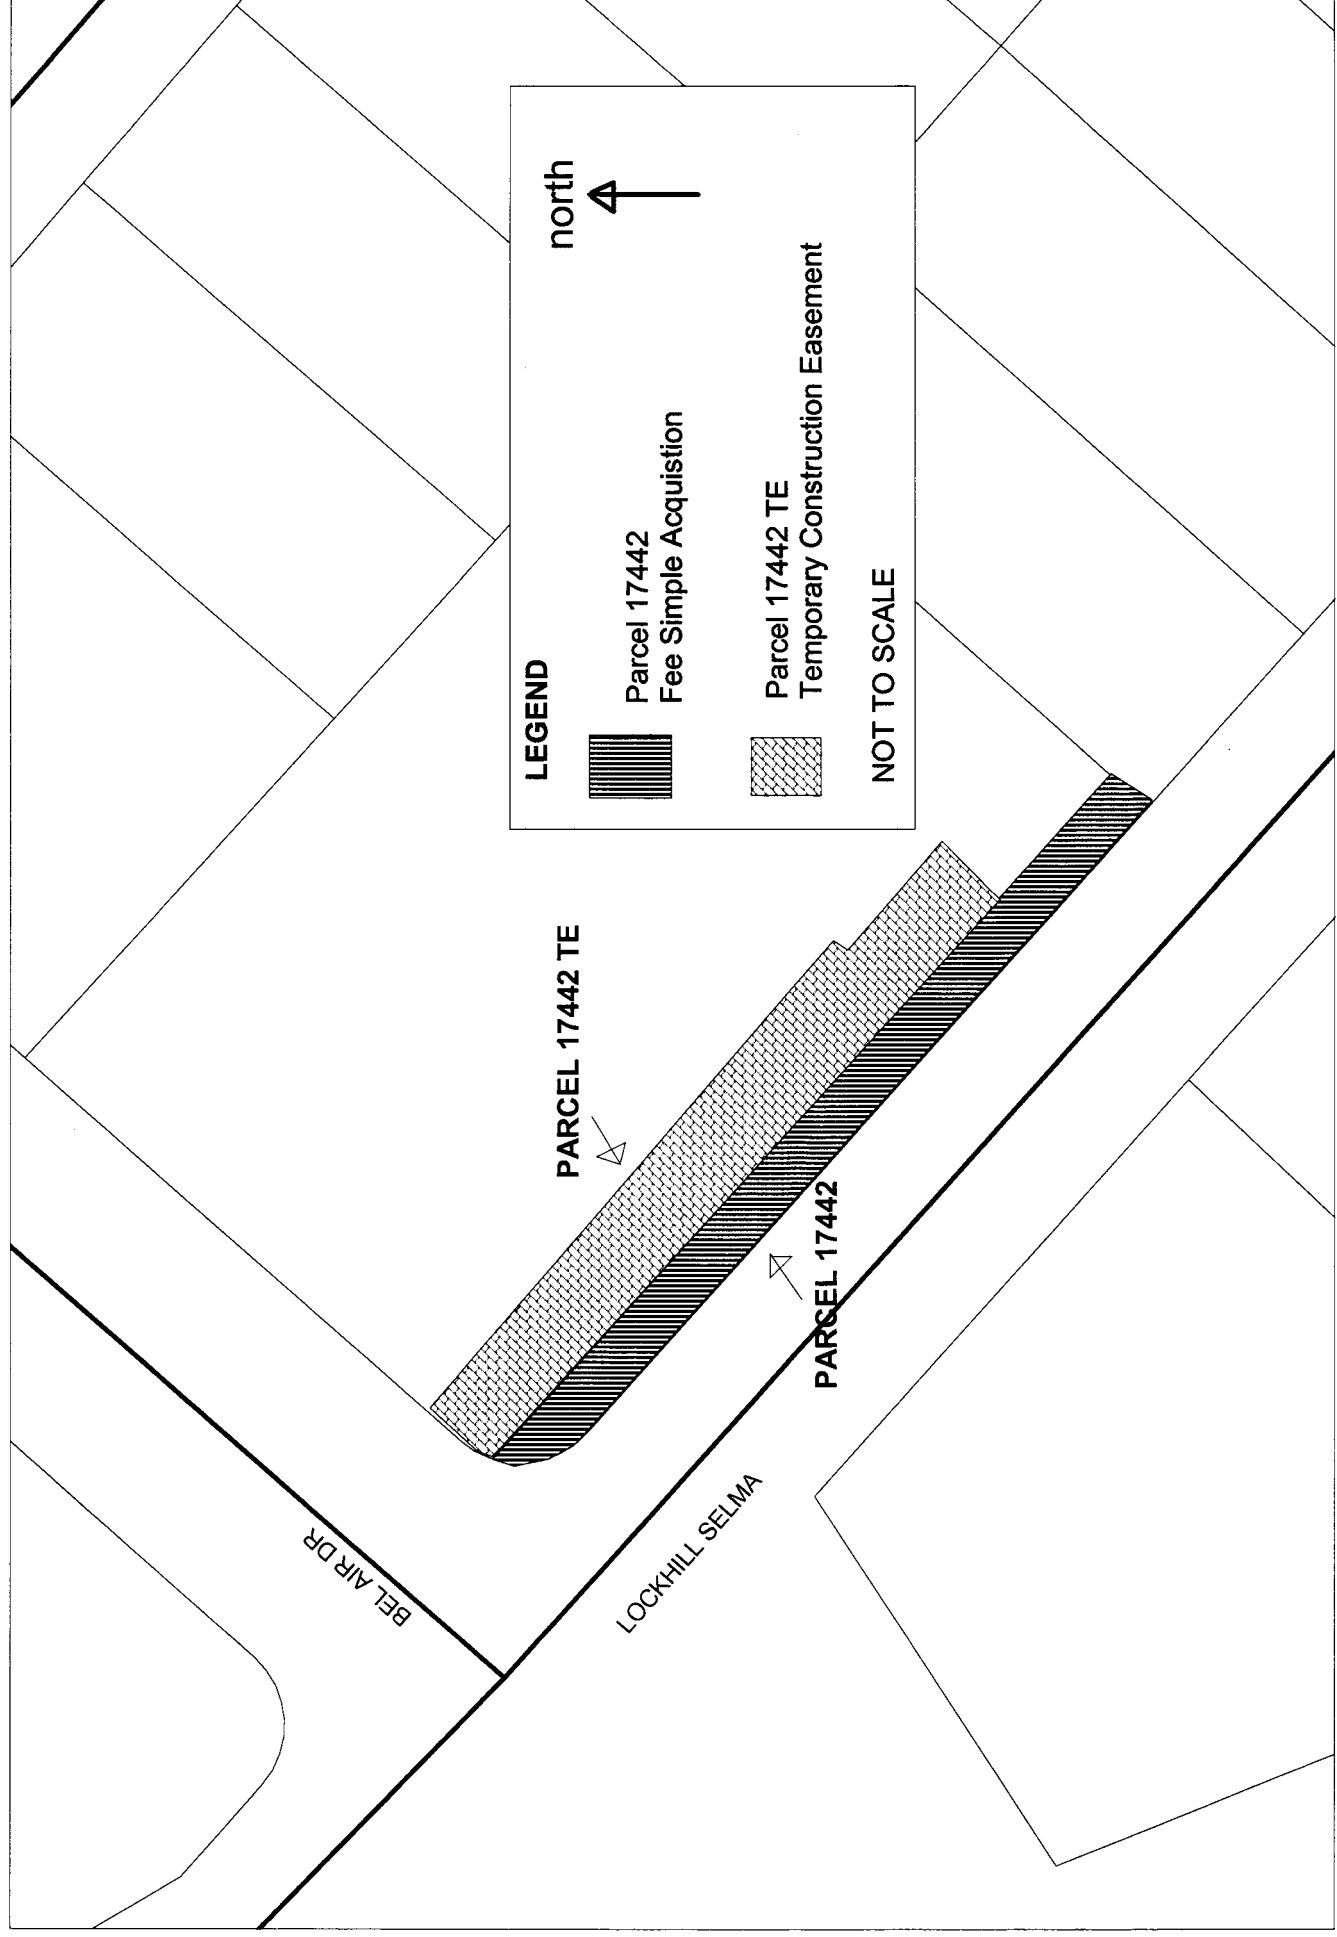 BEL AIR DR
LOCKHILL SELMA
PARCEL 17442 TE
PARCEL 17442
LEGEND
north
Parcel 17442
Fee Simple Acquistion
Parcel 17442 TE
Temporary Construction Easement
NOT TO SCALE